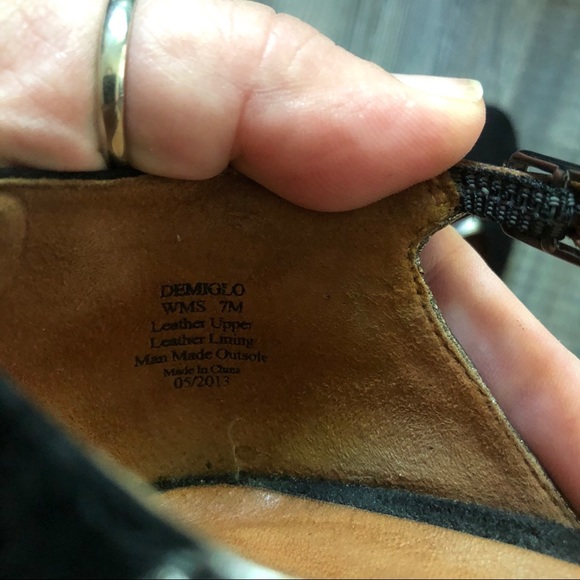 DEMIGLO
WMS 7M
Leather Upper
Leather Lining
Man Made Outsole
Made In China
05/2013